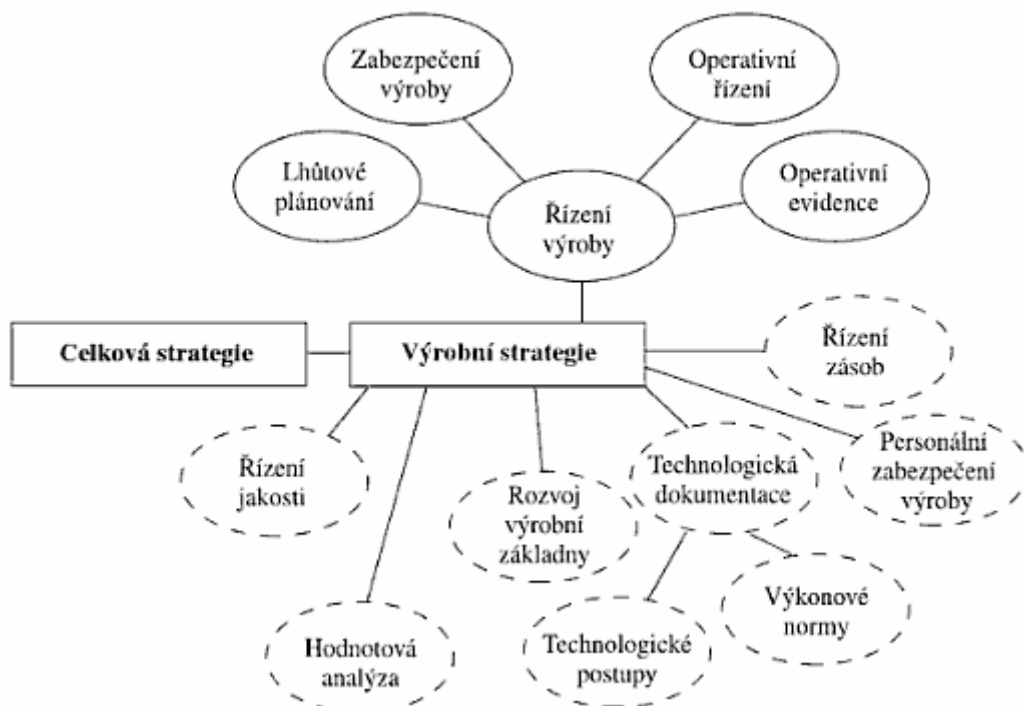 Zabezpečení
výroby
Operativní
řízení
Lhůtové
plánování
Operativní
evidence
Řízení
výroby
Celková strategie
Výrobní strategie
Řízení
zásob
Řízení
jakosti
Rozvoj
výrobní
základny
Technologická
dokumentace
Personální
zabezpečení
výroby
Hodnotová
analýza
Technologické
postupy
Výkonové
normy